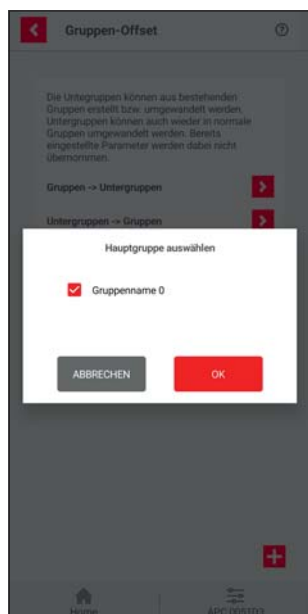 Gruppen-Offset
Die Untegruppen können aus bestehenden
Gruppen erstellt bzw. umgewandelt werden,
Untergruppen können auch wieder in normale
Gruppen umgewandelt werden. Bereits
eingestellte Parameter werden dabei nicht
übernommen.
Gruppen -> Untergruppen
Untergruppen -> Gruppen
Hauptgruppe auswählen
Gruppenname 0
ABBRECHEN OK
Home